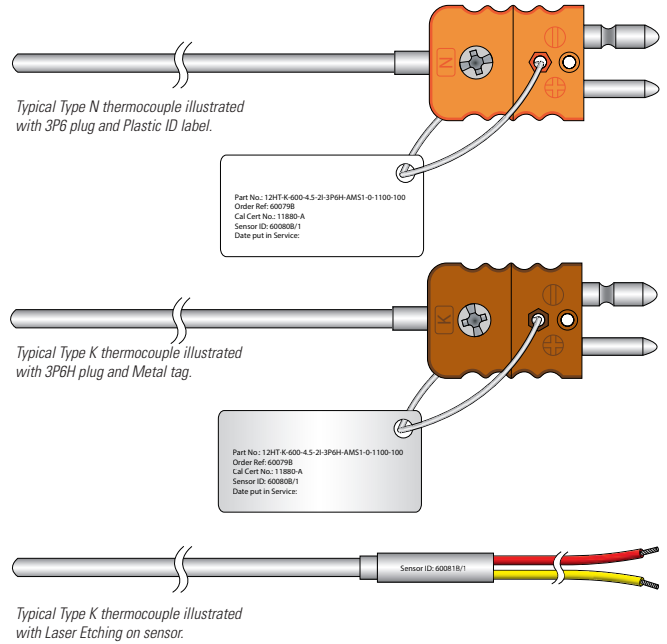 N
Typical Type N thermocouple illustrated
with 3P6 plug and Plastic ID label.
Part No.: 12HT-K-600-4.5-2I-3P6H-AMS1-0-1100-100
Order Ref: 60079B
Cal Cert No.: 11880-A
Sensor ID: 60080B/1
Date put in Service:
K
Typical Type K thermocouple illustrated
with 3P6H plug and Metal tag.
Part No.: 12HT-K-600-4.5-2I-3P6H-AMS1-0-1100-100
Order Ref: 60079B
Cal Cert No.: 11880-A
Sensor ID: 60080B/1
Date put in Service:
Sensor ID: 60081B/1
Typical Type K thermocouple illustrated
with Laser Etching on sensor.